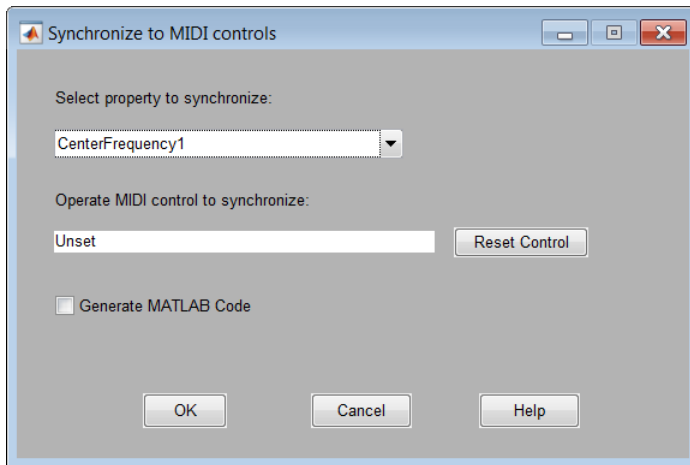 Synchronize to MIDI controls
Select property to synchronize:
CenterFrequency1
Operate MIDI control to synchronize:
Unset
Reset Control
Generate MATLAB Code
OK Cancel Help